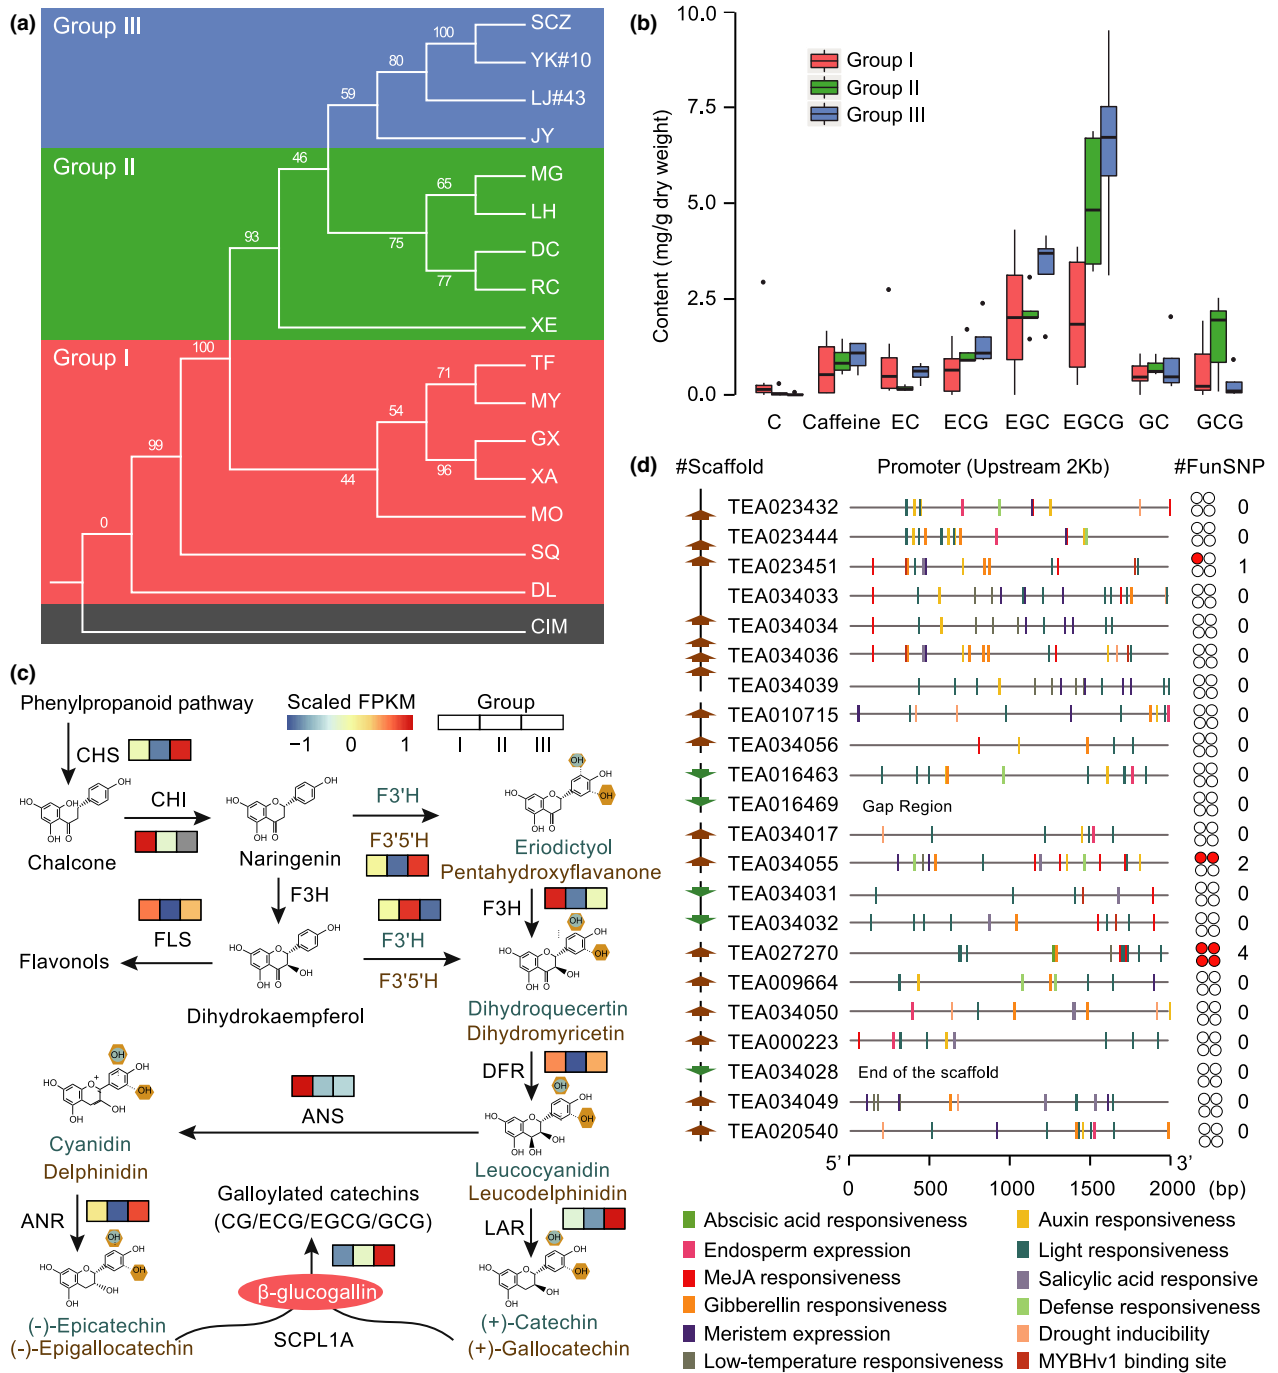 (a)
Group III
SCZ
100
YK#10
80
LJ#43
59
JY
Group II
46
MG
65
LH
93
DC
75
RC
77
XE
Group I
100
TF
71
MY
54
GX
96
XA
44
MO
99
SQ
0
DL
CIM
(b)
Content (mg/g dry weight)
10.0
7.5
5.0
2.5
0.0
Group I
Group II
Group III
C Caffeine EC ECG EGC EGCG GC GCG
(c)
Phenylpropanoid pathway
Scaled FPKM
−1 0 1
Group
I II III
CHS
CHI
Chalcone
Naringenin
F3'H
F3'5'H
Eriodictyol
Pentahydroxyflavanone
F3H
F3H
FLS
F3'H
F3'5'H
Flavonols
Dihydrokaempferol
Dihydroquecertin
Dihydromyricetin
DFR
ANS
Cyanidin
Delphinidin
Leucocyanidin
Leucodelphinidin
Galloylated catechins
(CG/ECG/EGCG/GCG)
ANR
LAR
β-glucogallin
SCPL1A
(-)-Epicatechin
(-)-Epigallocatechin
(+)-Catechin
(+)-Gallocatechin
(d)
#Scaffold Promoter (Upstream 2Kb) #FunSNP
TEA023432 0
TEA023444 0
TEA023451 1
TEA034033 0
TEA034034 0
TEA034036 0
TEA034039 0
TEA010715 0
TEA034056 0
TEA016463 0
TEA016469 Gap Region 0
TEA034017 0
TEA034055 2
TEA034031 0
TEA034032 0
TEA027270 4
TEA009664 0
TEA034050 0
TEA000223 0
TEA034028 End of the scaffold 0
TEA034049 0
TEA020540 0
5' 3'
0 500 1000 1500 2000 (bp)
Abscisic acid responsiveness
Endosperm expression
MeJA responsiveness
Gibberellin responsiveness
Meristem expression
Low-temperature responsiveness
Auxin responsiveness
Light responsiveness
Salicylic acid responsive
Defense responsiveness
Drought inducibility
MYBHv1 binding site